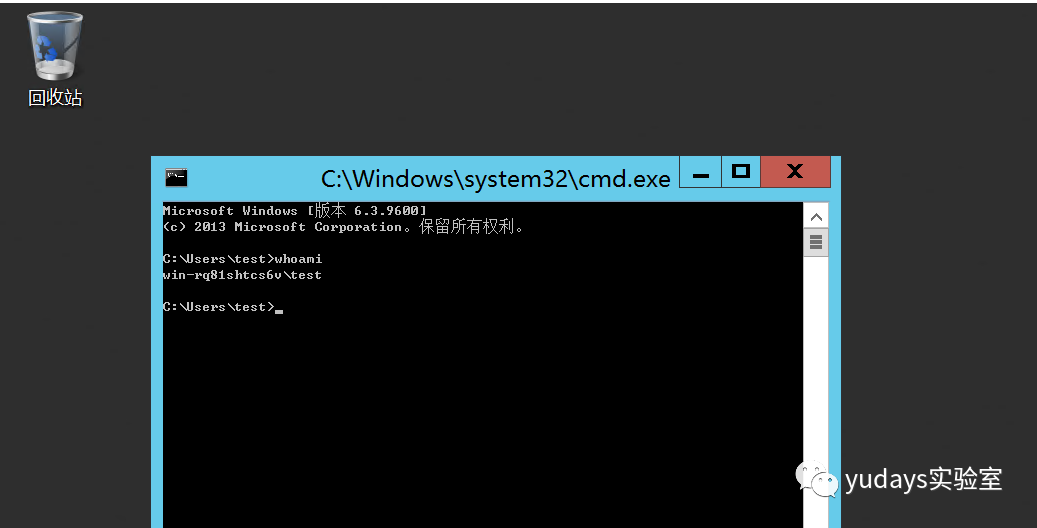 回收站
C:\Windows\system32\cmd.exe
Microsoft Windows [版本 6.3.9600]
(c) 2013 Microsoft Corporation。保留所有权利。
C:\Users\test>whoami
win-rq81shtcs6v\test
C:\Users\test>_
yudays实验室